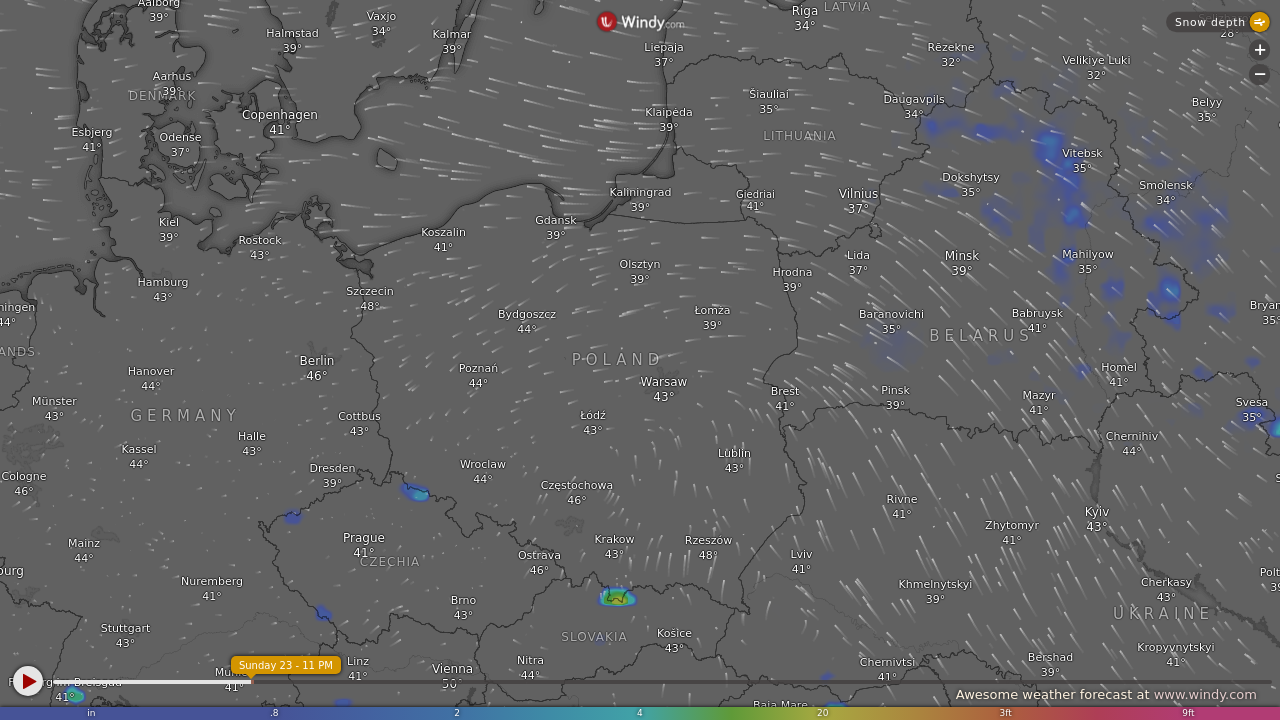 Aalborg
39°
Vaxjo
34°
Riga
34°
LATVIA
Windy.com
Snow depth
28°
Halmstad
39°
Kalmar
39°
Liepaja
37°
Rēzekne
32°
Velikiye Luki
32°
+
−
Aarhus
39°
DENMARK
Šiauliai
35°
Daugavpils
34°
Belyy
35°
Copenhagen
41°
Klaipėda
39°
Esbjerg
41°
Odense
37°
LITHUANIA
Vitebsk
35°
Dokshytsy
35°
Smolensk
34°
Kaliningrad
39°
Giedriai
41°
Vilnius
37°
Kiel
39°
Gdansk
39°
Koszalin
41°
Rostock
43°
Lida
37°
Minsk
39°
Mahilyow
35°
Olsztyn
39°
Hrodna
39°
Hamburg
43°
Szczecin
48°
ningen
44°
Bydgoszcz
44°
Łomża
39°
Baranovichi
35°
Babruysk
41°
Bryan
35°
BELARUS
ANDS
Berlin
46°
POLAND
Hanover
44°
Poznań
44°
Warsaw
43°
Homel
41°
Brest
41°
Pinsk
39°
Mazyr
41°
Münster
43°
GERMANY
Cottbus
43°
Łódź
43°
Svesa
35°
Halle
43°
Chernihiv
44°
Kassel
44°
Lublin
43°
Dresden
39°
Wroclaw
44°
Cologne
46°
Częstochowa
46°
S
Rivne
41°
Kyiv
43°
Zhytomyr
41°
Mainz
44°
Prague
41°
Krakow
43°
Rzeszow
48°
Ostrava
46°
Lviv
41°
CZECHIA
burg
Nuremberg
41°
Khmelnytskyi
39°
Cherkasy
43°
Polt
39
Brno
43°
UKRAINE
Stuttgart
43°
SLOVAKIA
Košice
43°
Kropyvnytskyi
41°
Linz
41°
Nitra
44°
Chernivtsi
41°
Bershad
39°
Sunday 23 - 11 PM
Vienna
50°
41°
41°
Awesome weather forecast at www.windy.com
Baia Mare
in .8 2 4 20 3ft 9ft